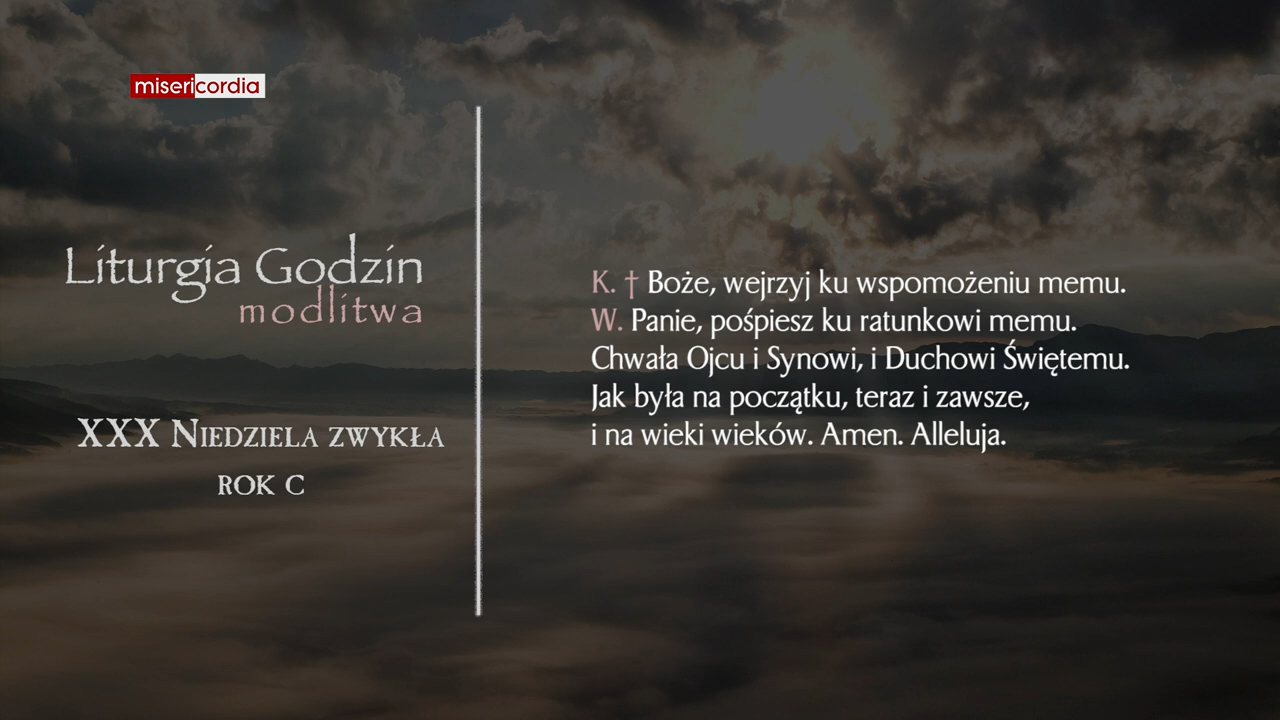 misericordia
Liturgia Godzin
modlitwa
XXX Niedziela zwykła
rok C
K. † Boże, wejrzyj ku wspomożeniu memu.
W. Panie, pośpiesz ku ratunkowi memu.
Chwała Ojcu i Synowi, i Duchowi Świętemu.
Jak była na początku, teraz i zawsze,
i na wieki wieków. Amen. Alleluja.